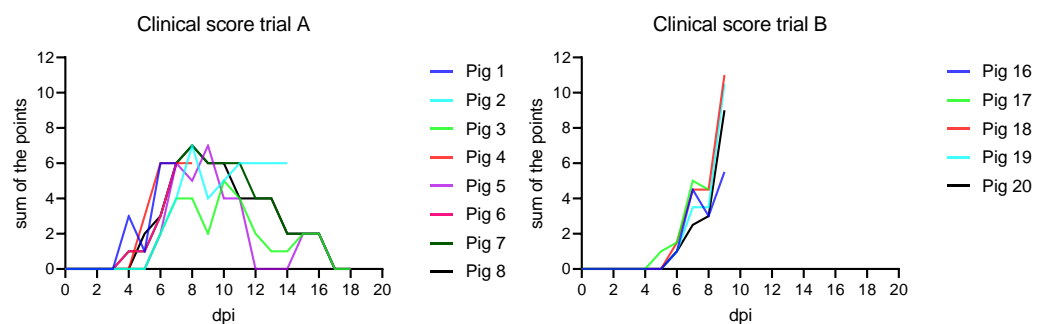 Clinical score trial A
sum of the points
12
10
8
6
4
2
0
0 2 4 6 8 10 12 14 16 18 20
dpi
Pig 1
Pig 2
Pig 3
Pig 4
Pig 5
Pig 6
Pig 7
Pig 8
Clinical score trial B
sum of the points
12
10
8
6
4
2
0
0 2 4 6 8 10 12 14 16 18 20
dpi
Pig 16
Pig 17
Pig 18
Pig 19
Pig 20